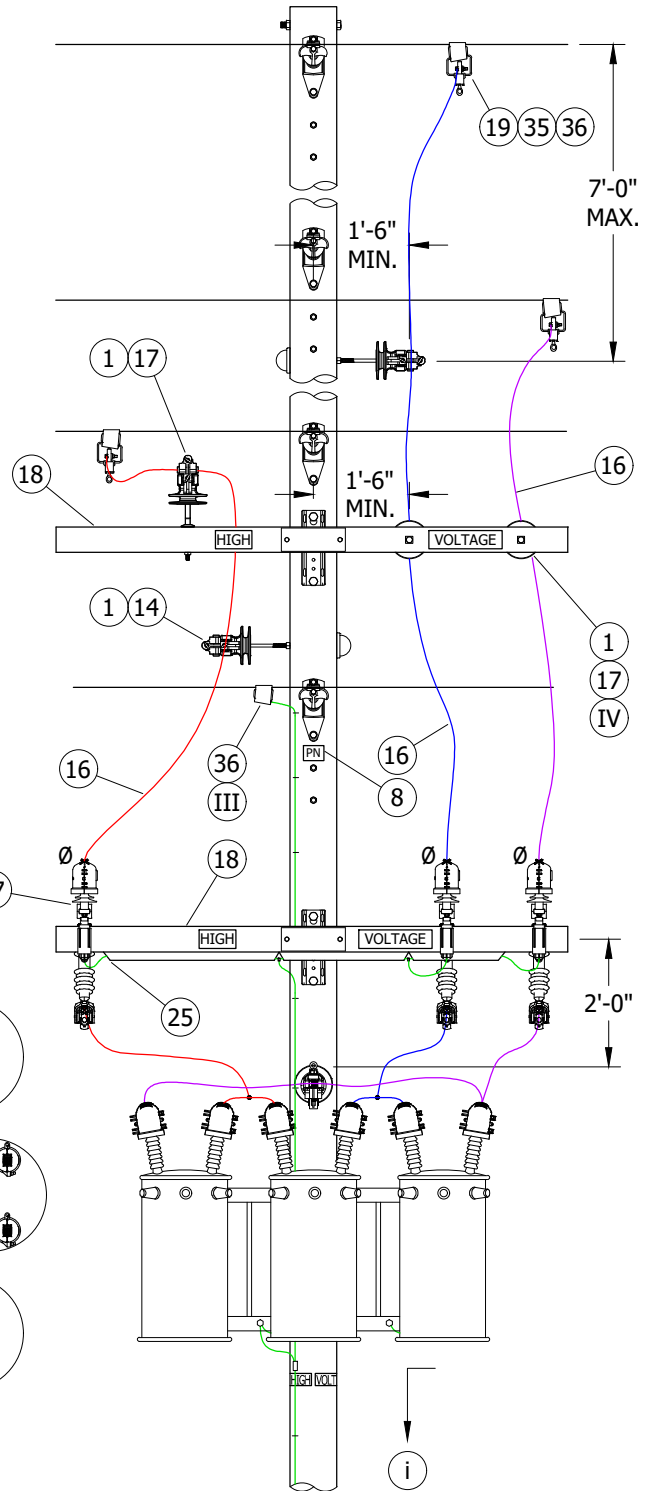 19 35 36
7'-0"
MAX.
1'-6"
MIN.
1 17
16
18
1'-6"
MIN.
HIGH
VOLTAGE
1 14
1
17
IV
16
36
III
PN
8
16
Ø
18
Ø
Ø
7
HIGH
VOLTAGE
25
2'-0"
HIGH VOLT
i